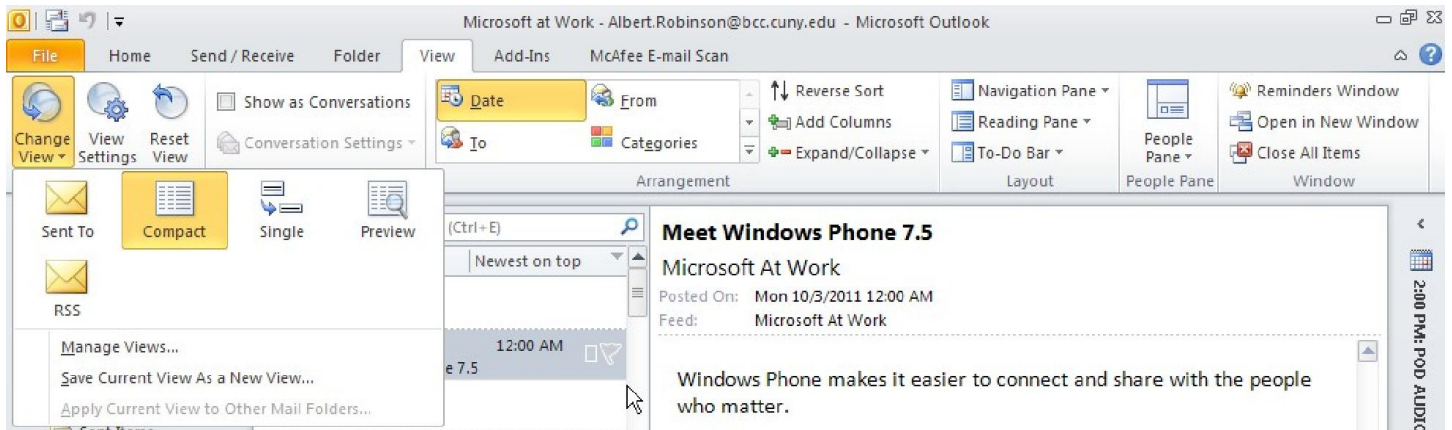 Microsoft at Work - Albert.Robinson@bcc.cuny.edu - Microsoft Outlook
File Home Send / Receive Folder View Add-Ins McAfee E-mail Scan
Change View
View Settings
Reset View
Show as Conversations
Conversation Settings
Date
From
To
Categories
Reverse Sort
Add Columns
Expand/Collapse
Arrangement
Navigation Pane
Reading Pane
To-Do Bar
Layout
People Pane
People Pane
Reminders Window
Open in New Window
Close All Items
Window
Sent To
Compact
Single
Preview
RSS
Manage Views...
Save Current View As a New View...
Apply Current View to Other Mail Folders...
Sent Items
(Ctrl+E)
Newest on top
12:00 AM
e 7.5
Meet Windows Phone 7.5
Microsoft At Work
Posted On: Mon 10/3/2011 12:00 AM
Feed: Microsoft At Work
Windows Phone makes it easier to connect and share with the people
who matter.
2:00 PM: POD AUDIO